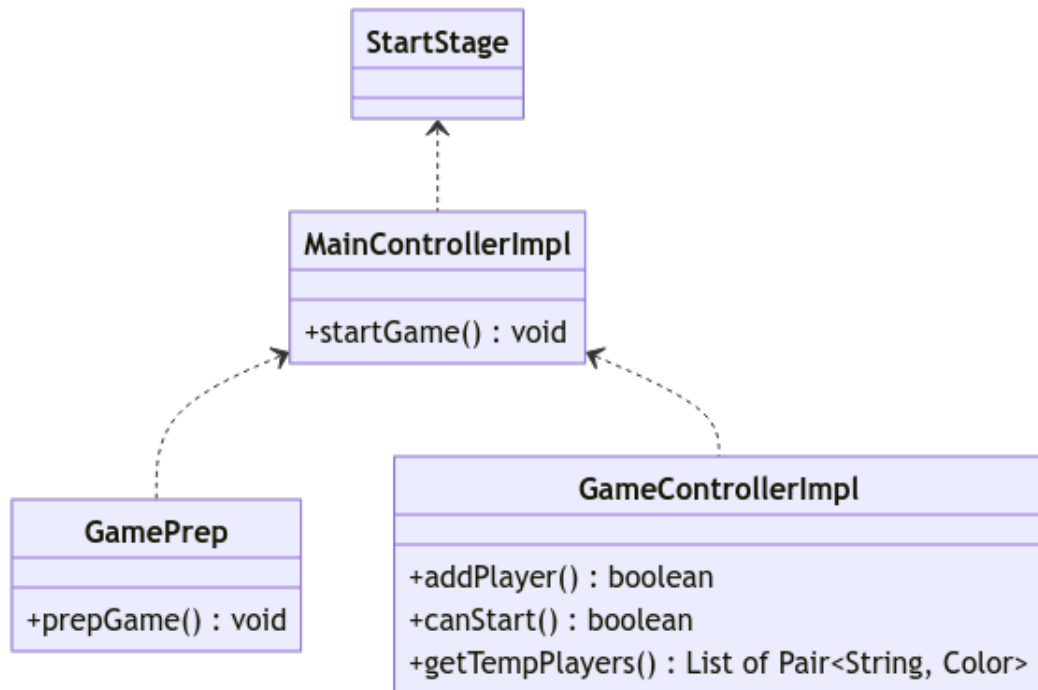 StartStage
MainControllerImpl
+startGame() : void
GamePrep
+prepGame() : void
GameControllerImpl
+addPlayer() : boolean
+canStart() : boolean
+getTempPlayers() : List of Pair<String, Color>